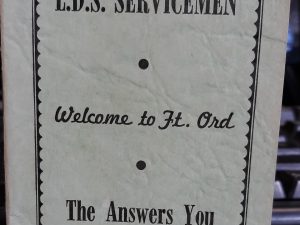 L.D.S. SERVICEMEN
Welcome to Ft. Ord
The Answers You